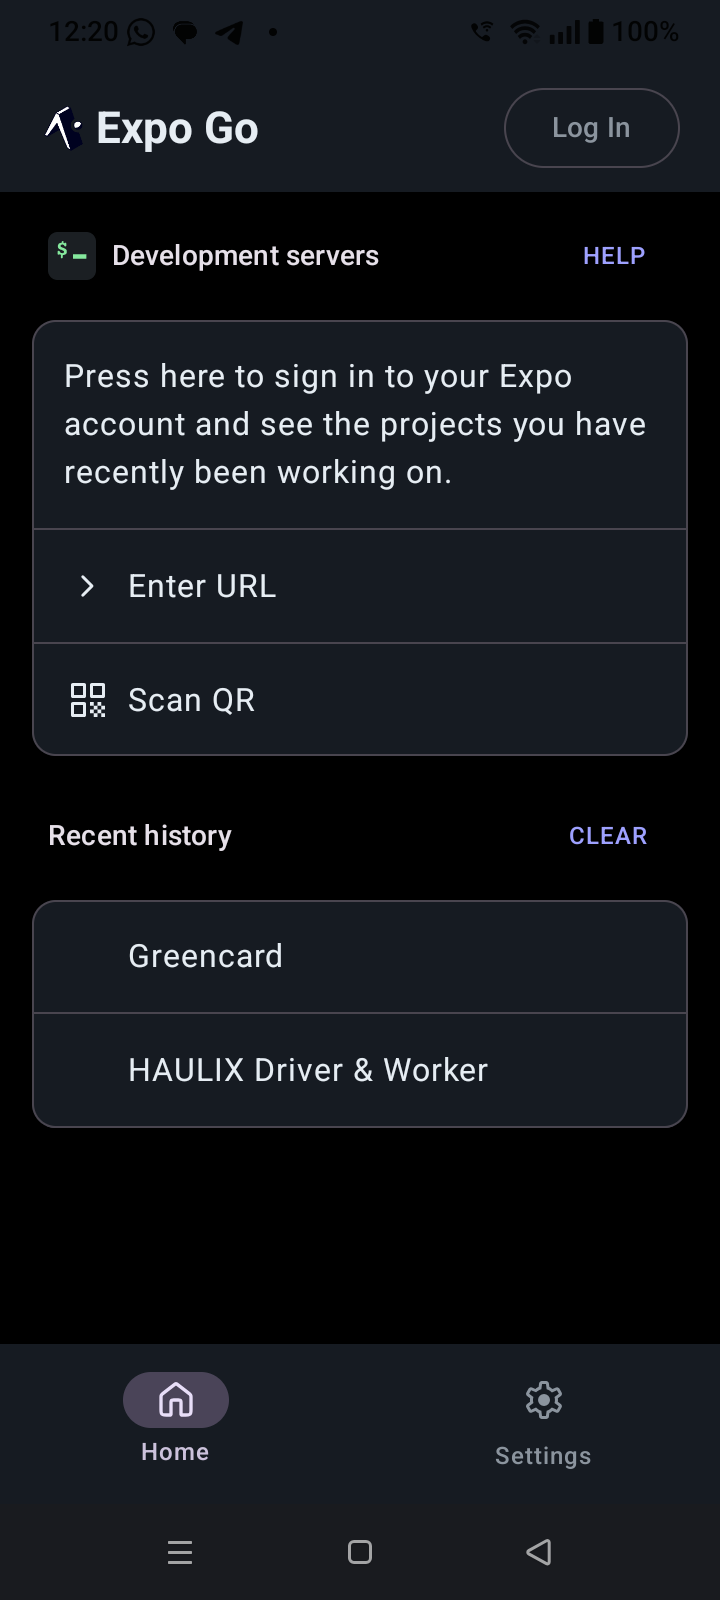 12:20 100%
Expo Go
Log In
$
Development servers
HELP
Press here to sign in to your Expo
account and see the projects you have
recently been working on.
Enter URL
Scan QR
Recent history
CLEAR
Greencard
HAULIX Driver & Worker
Home
Settings